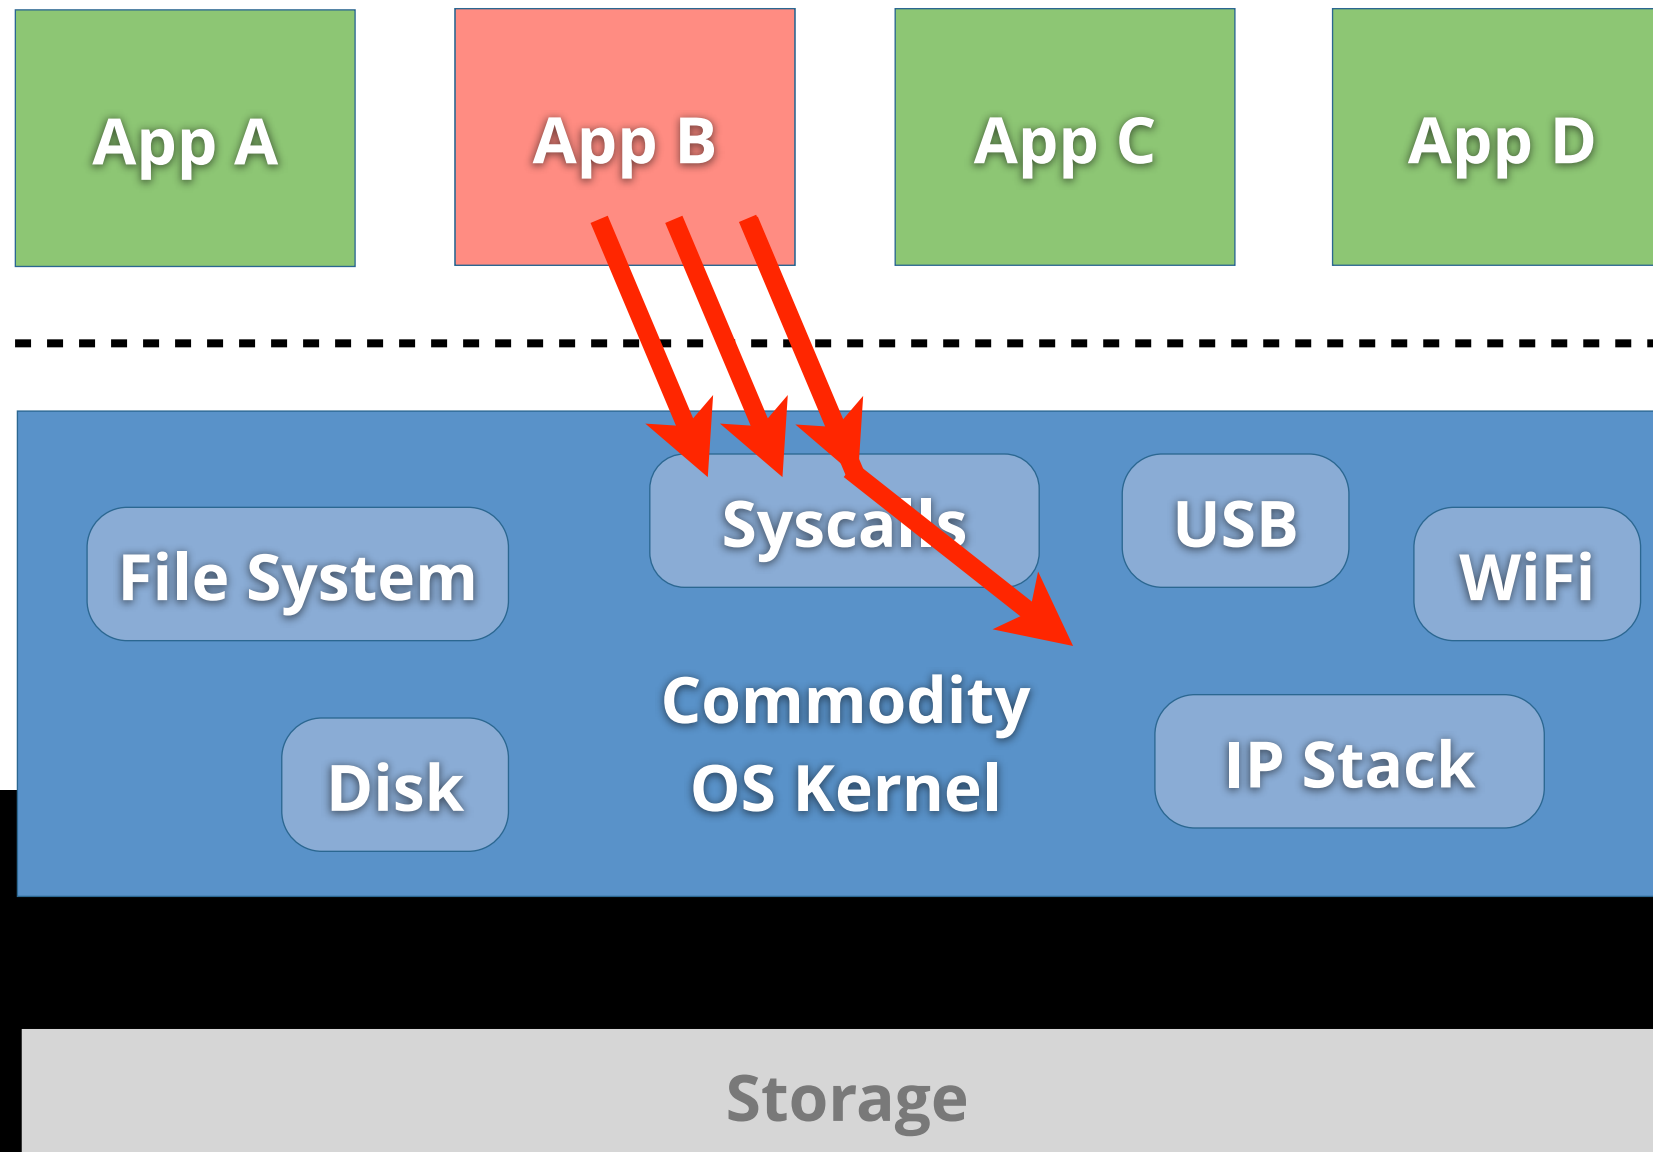 App A
App B
App C
App D
Syscalls
USB
File System
WiFi
Commodity
OS Kernel
IP Stack
Disk
Storage